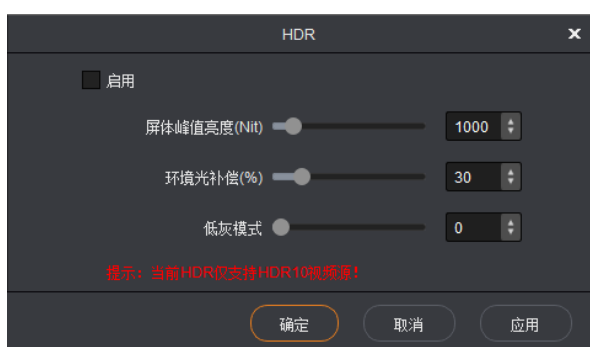 HDR
启用
屏体峰值亮度(Nit) 1000
环境光补偿(%) 30
低灰模式 0
提示：当前HDR仅支持HDR10视频源！
确定 取消 应用